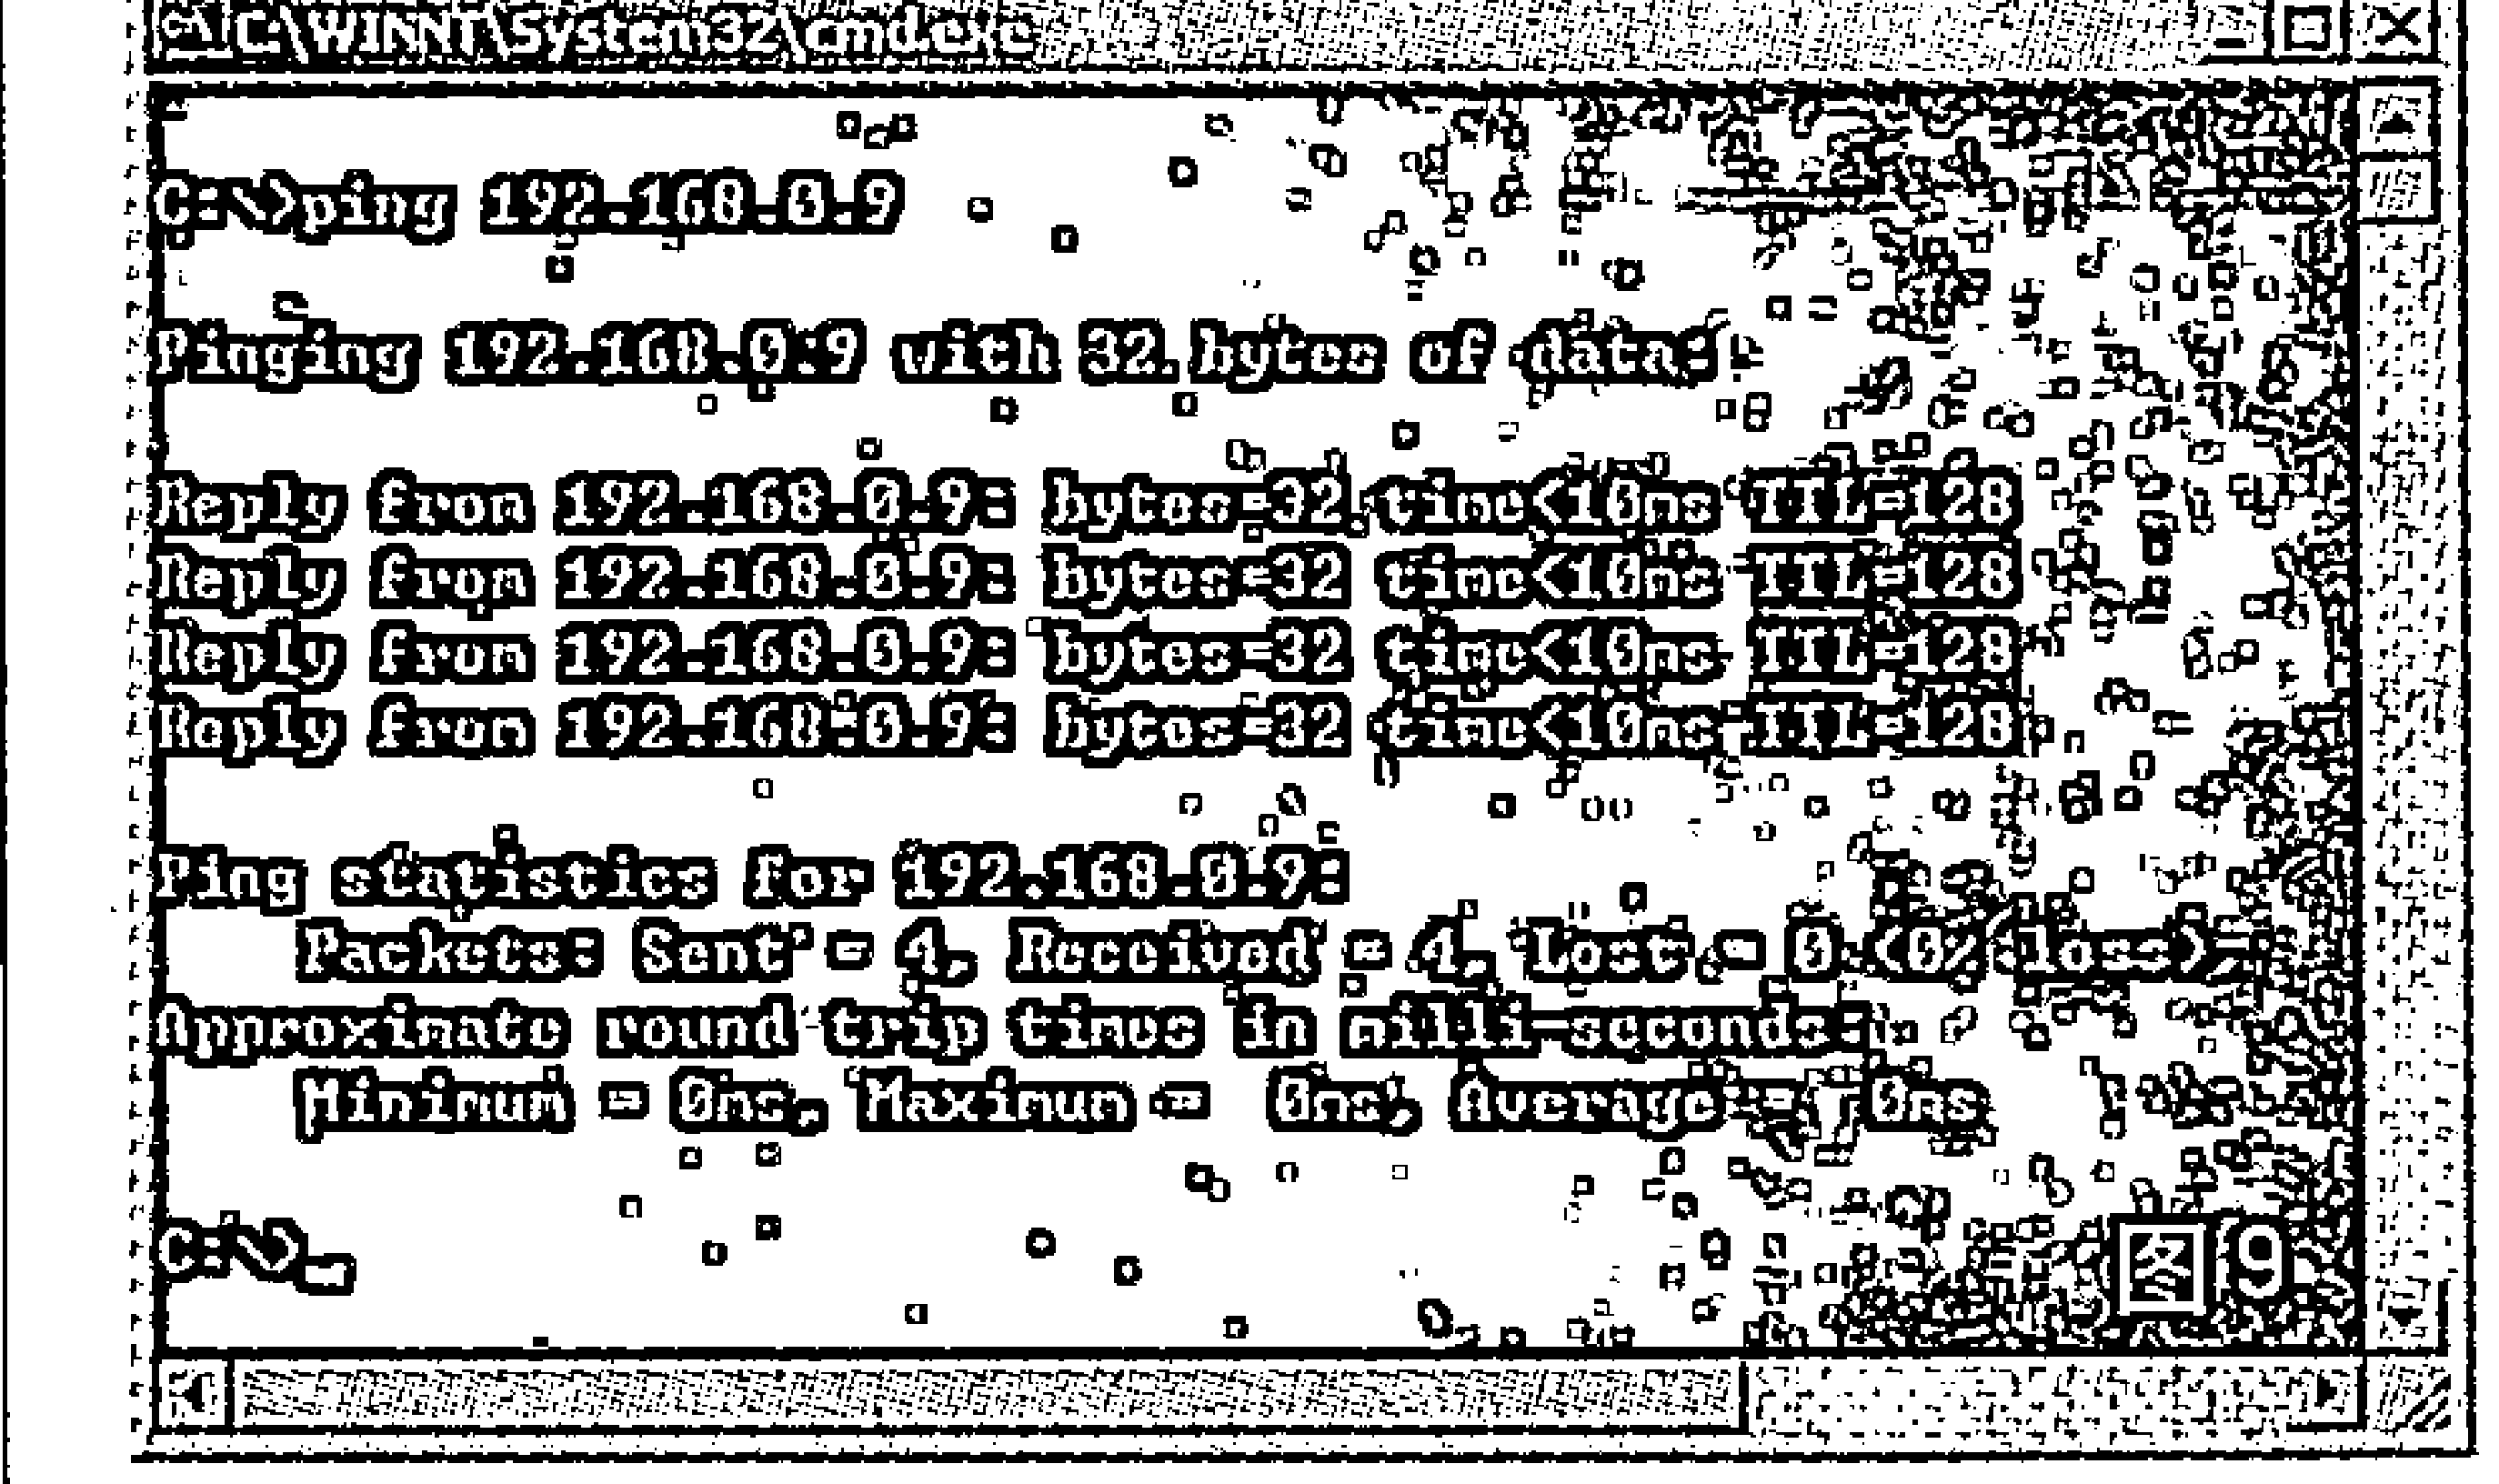 C:\WINNT\System32\cmd.exe
C:\>ping 192.168.0.9
Pinging 192.168.0.9 with 32 bytes of data:
Reply from 192.168.0.9: bytes=32 time<10ms TTL=128
Reply from 192.168.0.9: bytes=32 time<10ms TTL=128
Reply from 192.168.0.9: bytes=32 time<10ms TTL=128
Reply from 192.168.0.9: bytes=32 time<10ms TTL=128
Ping statistics for 192.168.0.9:
Packets: Sent = 4, Received = 4, Lost = 0 (0% loss),
Approximate round trip times in milli-seconds:
Minimum = 0ms, Maximum = 0ms, Average = 0ms
C:\>_
图9